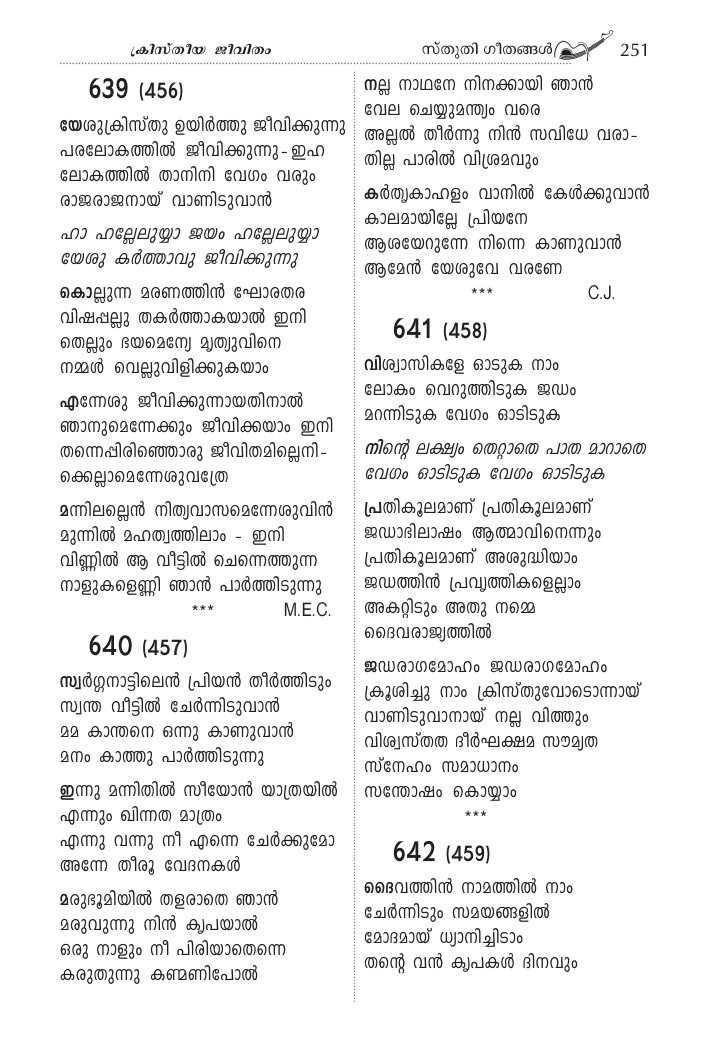 ക്രിസ്തീയ ജീവിതം
സ്തുതി ഗീതങ്ങൾ 251
639 (456)
യേശുക്രിസ്തു ഉയിർത്തു ജീവിക്കുന്നു
പരലോകത്തിൽ ജീവിക്കുന്നു-ഇഹ
ലോകത്തിൽ താനിനി വേഗം വരും
രാജരാജനായ് വാണിടുവാൻ
ഹാ ഹല്ലേലുയ്യാ ജയം ഹല്ലേലുയ്യാ
യേശു കർത്താവു ജീവിക്കുന്നു
കൊല്ലുന്ന മരണത്തിൻ ഘോരതര
വിഷപ്പല്ലു തകർത്താകയാൽ ഇനി
തെല്ലും ഭയമെന്യേ മൃത്യുവിനെ
നമ്മൾ വെല്ലുവിളിക്കുകയാം
എന്നേശു ജീവിക്കുന്നായതിനാൽ
ഞാനുമെന്നേക്കും ജീവിക്കയാം ഇനി
തന്നെപ്പിരിഞ്ഞൊരു ജീവിതമില്ലെനി-
ക്കെല്ലാമെന്നേശുവത്രേ
മന്നിലല്ലെൻ നിത്യവാസമെന്നേശുവിൻ
മുന്നിൽ മഹത്വത്തിലാം - ഇനി
വിണ്ണിൽ ആ വീട്ടിൽ ചെന്നെത്തുന്ന
നാളുകളെണ്ണി ഞാൻ പാർത്തിടുന്നു
*** M.E.C.
640 (457)
സ്വർഗ്ഗനാട്ടിലെൻ പ്രിയൻ തീർത്തിടും
സ്വന്ത വീട്ടിൽ ചേർന്നിടുവാൻ
മമ കാന്തനെ ഒന്നു കാണുവാൻ
മനം കാത്തു പാർത്തിടുന്നു
ഇന്നു മന്നിതിൽ സീയോൻ യാത്രയിൽ
എന്നും ഖിന്നത മാത്രം
എന്നു വന്നു നീ എന്നെ ചേർക്കുമോ
അന്നേ തീരൂ വേദനകൾ
മരുഭൂമിയിൽ തളരാതെ ഞാൻ
മരുവുന്നു നിൻ കൃപയാൽ
ഒരു നാളും നീ പിരിയാതെന്നെ
കരുതുന്നു കണ്മണിപോൽ
നല്ല നാഥനേ നിനക്കായി ഞാൻ
വേല ചെയ്യുമന്ത്യം വരെ
അല്ലൽ തീർന്നു നിൻ സവിധേ വരാ-
തില്ല പാരിൽ വിശ്രമവും
കർതൃകാഹളം വാനിൽ കേൾക്കുവാൻ
കാലമായില്ലേ പ്രിയനേ
ആശയേറുന്നേ നിന്നെ കാണുവാൻ
ആമേൻ യേശുവേ വരണേ
*** C.J.
641 (458)
വിശ്വാസികളേ ഓടുക നാം
ലോകം വെറുത്തിടുക ജഡം
മറന്നിടുക വേഗം ഓടിടുക
നിന്റെ ലക്ഷ്യം തെറ്റാതെ പാത മാറാതെ
വേഗം ഓടിടുക വേഗം ഓടിടുക
പ്രതികൂലമാണ് പ്രതികൂലമാണ്
ജഡാഭിലാഷം ആത്മാവിനെന്നും
പ്രതികൂലമാണ് അശുദ്ധിയാം
ജഡത്തിൻ പ്രവൃത്തികളെല്ലാം
അകറ്റിടും അതു നമ്മെ
ദൈവരാജ്യത്തിൽ
ജഡരാഗമോഹം ജഡരാഗമോഹം
ക്രൂശിച്ചു നാം ക്രിസ്തുവോടൊന്നായ്
വാണിടുവാനായ് നല്ല വിത്തും
വിശ്വസ്തത ദീർഘക്ഷമ സൗമ്യത
സ്നേഹം സമാധാനം
സന്തോഷം കൊയ്യാം
***
642 (459)
ദൈവത്തിൻ നാമത്തിൽ നാം
ചേർന്നിടും സമയങ്ങളിൽ
മോദമായ് ധ്യാനിച്ചിടാം
തന്റെ വൻ കൃപകൾ ദിനവും